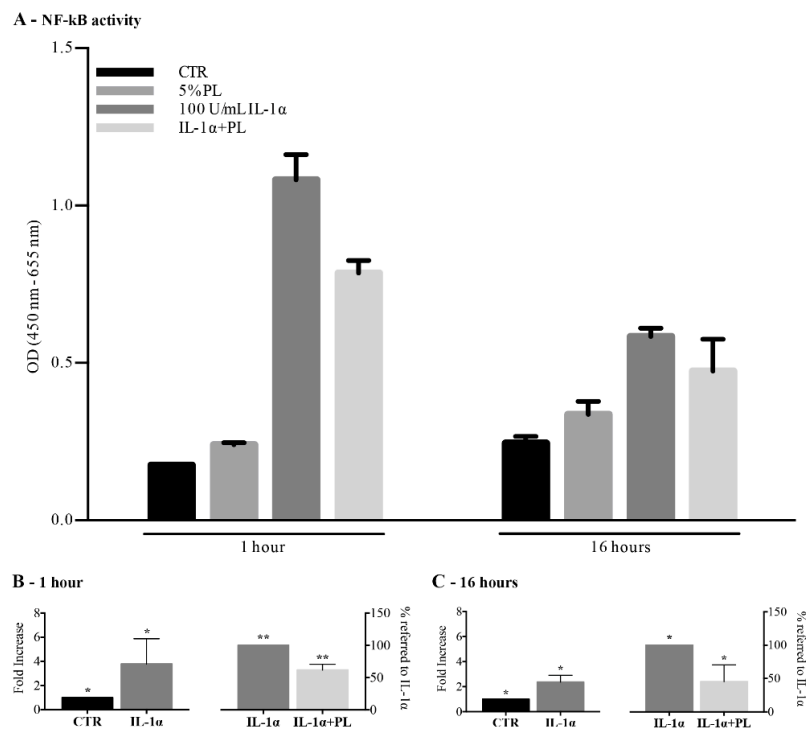 A - NF-kB activity
1.5
1.0
0.5
0.0
OD (450 nm - 655 nm)
CTR
5%PL
100 U/mL IL-1α
IL-1α+PL
1 hour
16 hours
B - 1 hour
Fold Increase
8
6
4
2
*
*
CTR
IL-1α
**
**
IL-1α
IL-1α+PL
150
100
50
0
% referred to IL-1α
C - 16 hours
Fold Increase
8
6
4
2
*
*
CTR
IL-1α
*
*
IL-1α
IL-1α+PL
150
100
50
0
% referred to IL-1α